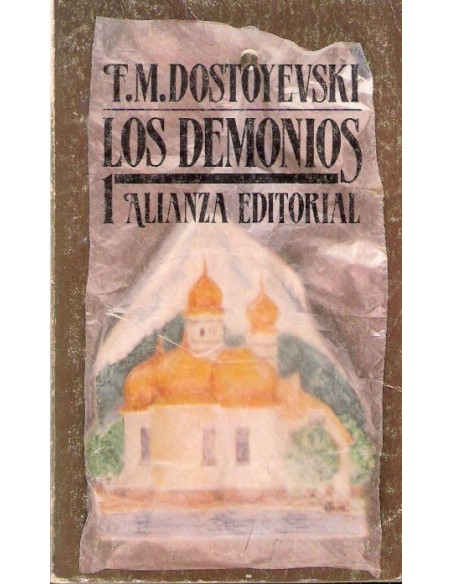 F.M.DOSTOYEVSKI
LOS DEMONIOS
1 ALIANZA EDITORIAL